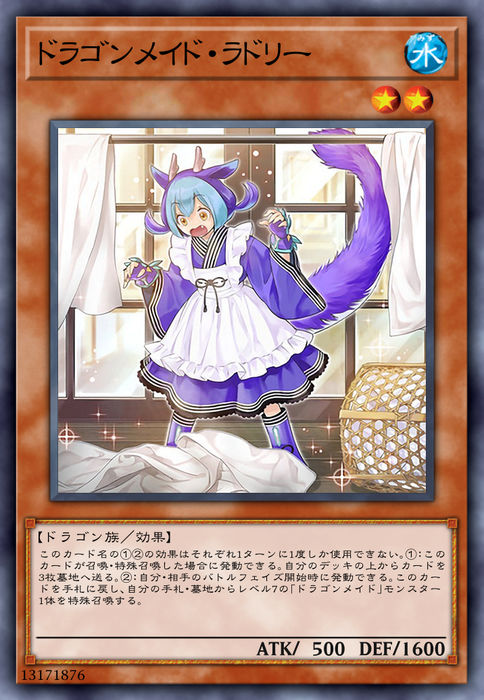 ドラゴンメイド・ラドリー
みず
水
【ドラゴン族／効果】
このカード名の①②の効果はそれぞれ1ターンに1度しか使用できない。①:この
カードが召喚・特殊召喚した場合に発動できる。自分のデッキの上からカードを
3枚墓地へ送る。②:自分・相手のバトルフェイズ開始時に発動できる。このカー
ドを手札に戻し、自分の手札・墓地からレベル7の「ドラゴンメイド」モンスター
1体を特殊召喚する。
ATK/ 500 DEF/1600
13171876